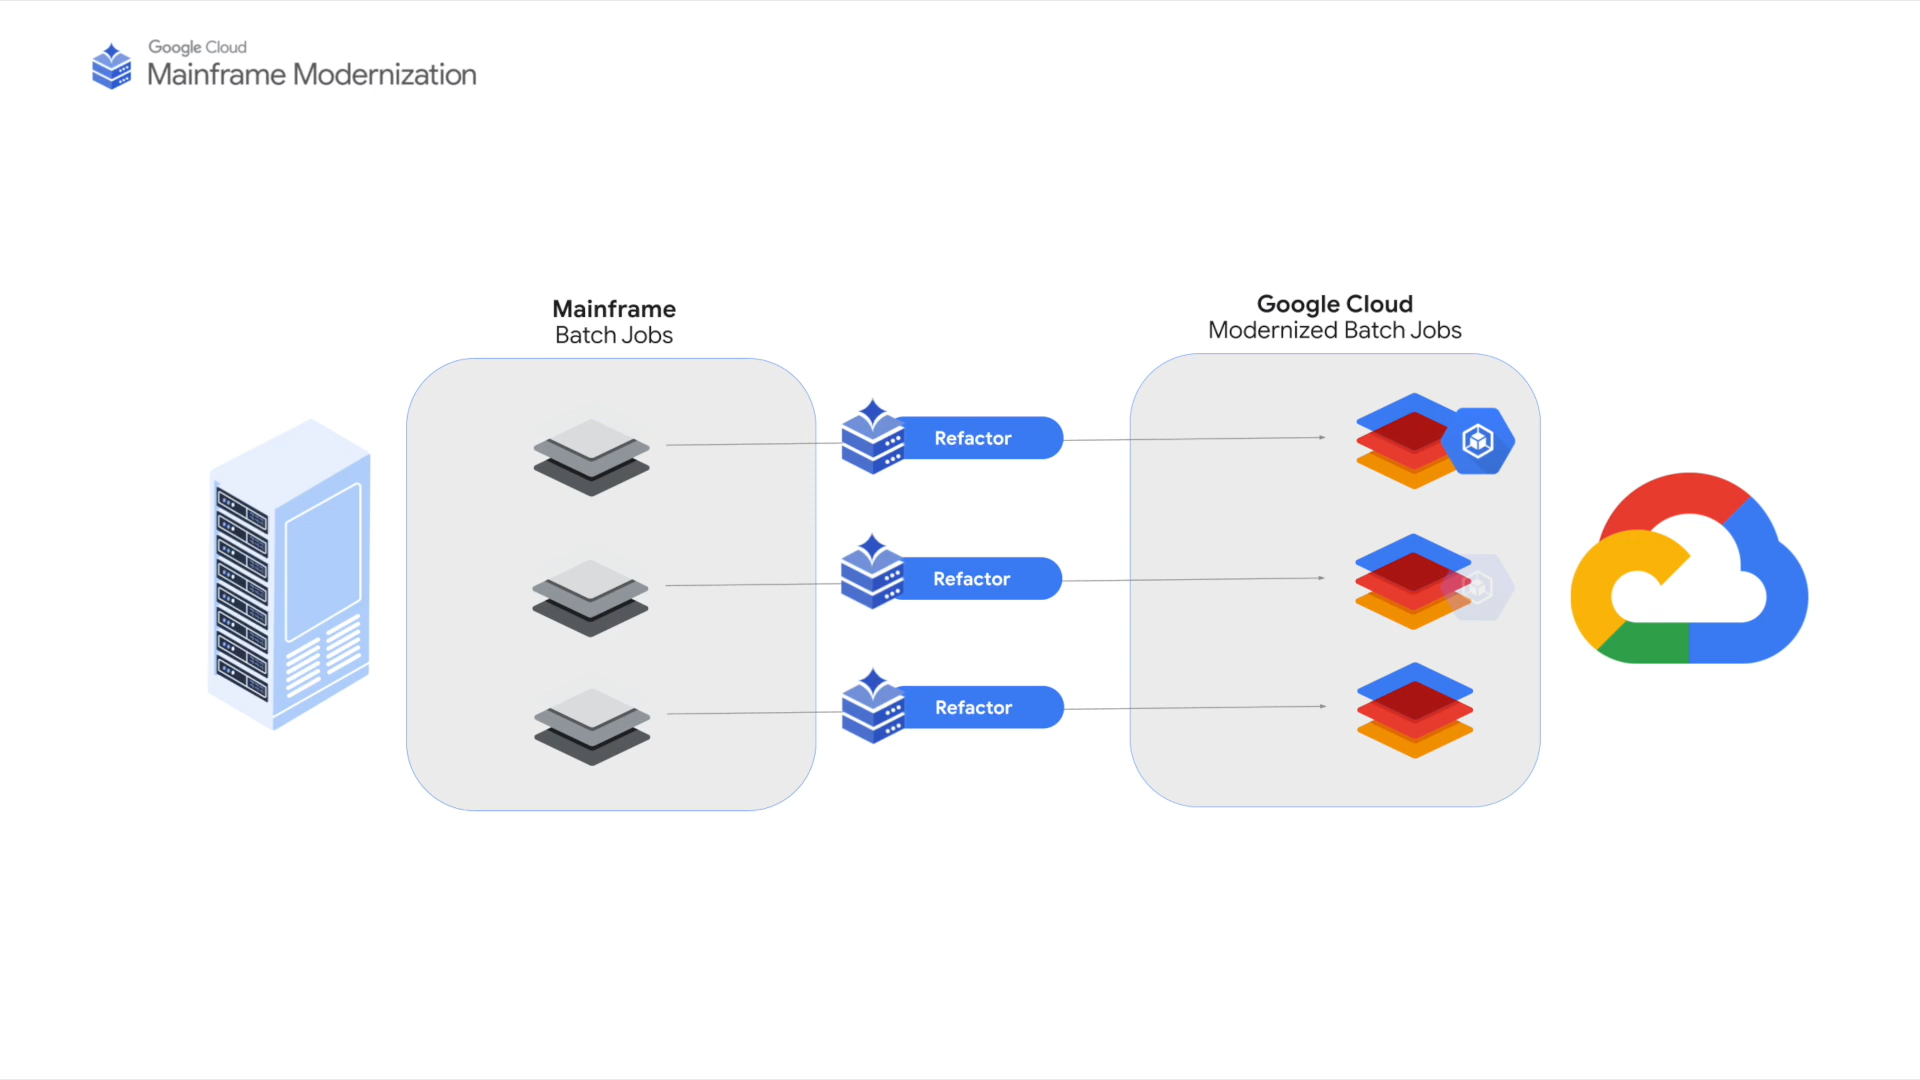 Google Cloud
Mainframe Modernization
Mainframe
Batch Jobs
Google Cloud
Modernized Batch Jobs
Refactor
Refactor
Refactor